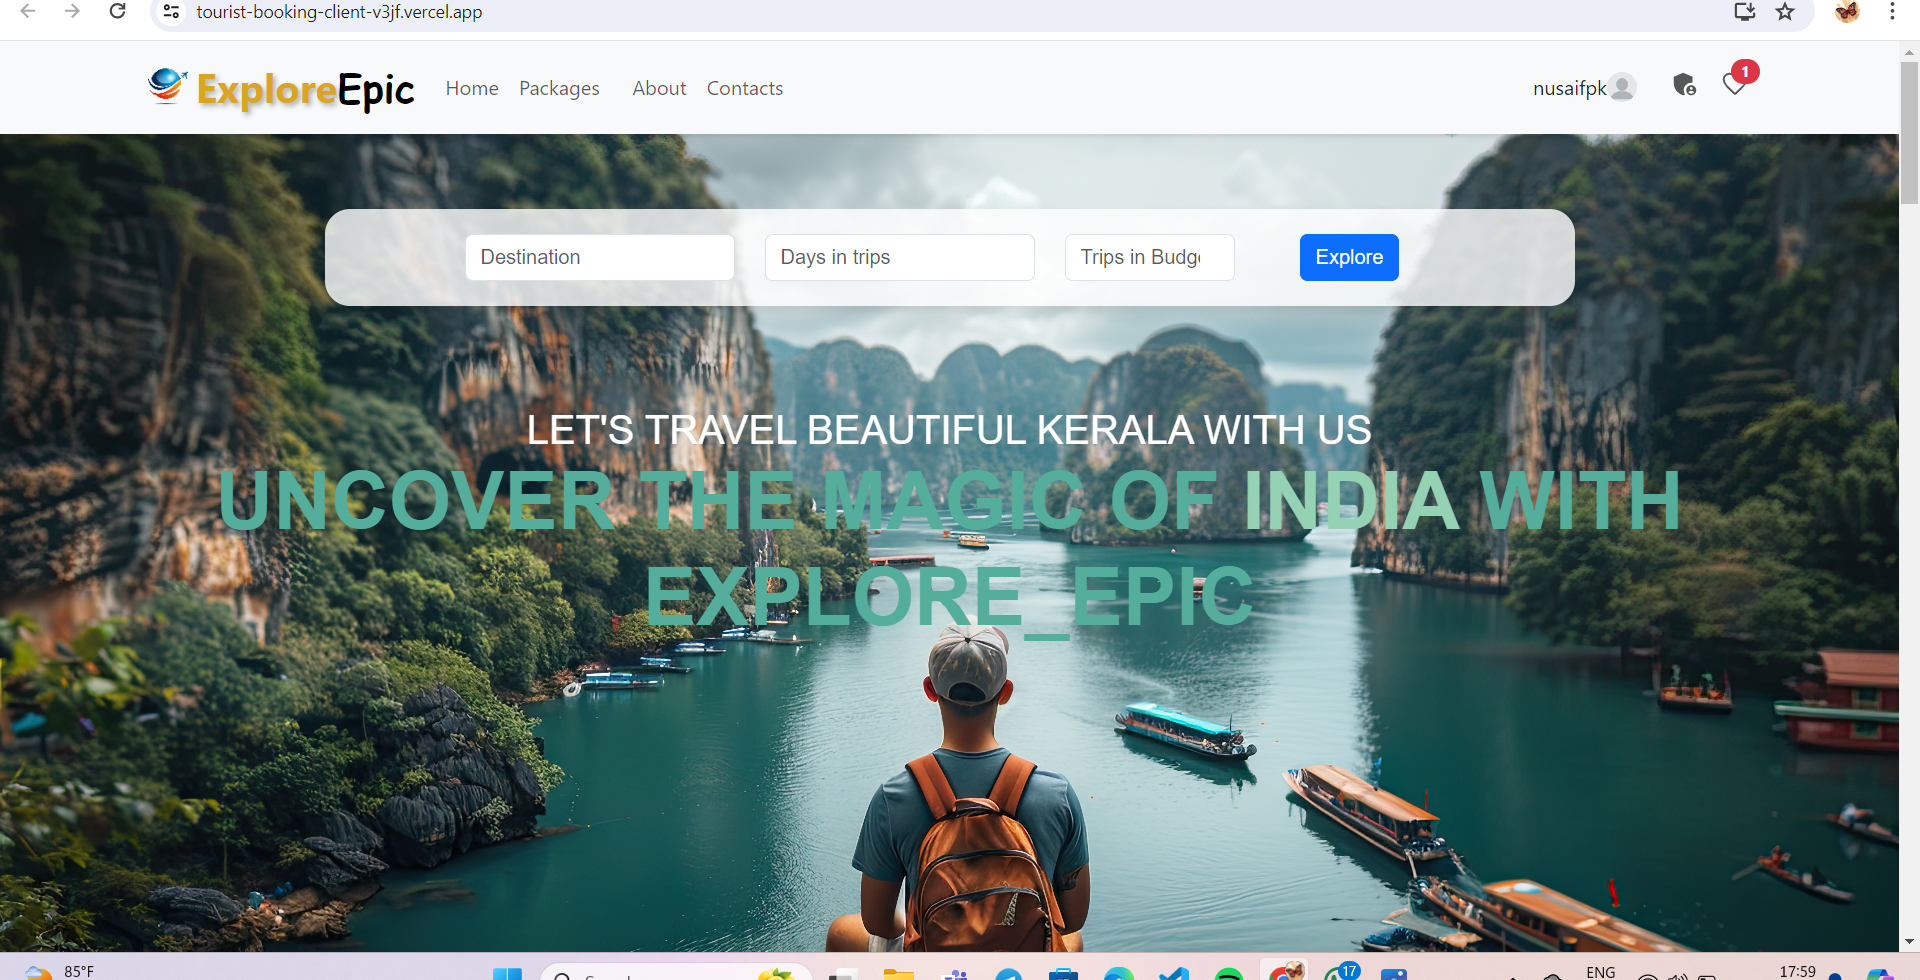 tourist-booking-client-v3jf.vercel.app
ExploreEpic
Home
Packages
About
Contacts
nusaifpk
1
Destination
Days in trips
Trips in Budg
Explore
LET'S TRAVEL BEAUTIFUL KERALA WITH US
UNCOVER THE MAGIC OF INDIA WITH
EXPLORE_EPIC
85°F
17
ENG
17:59